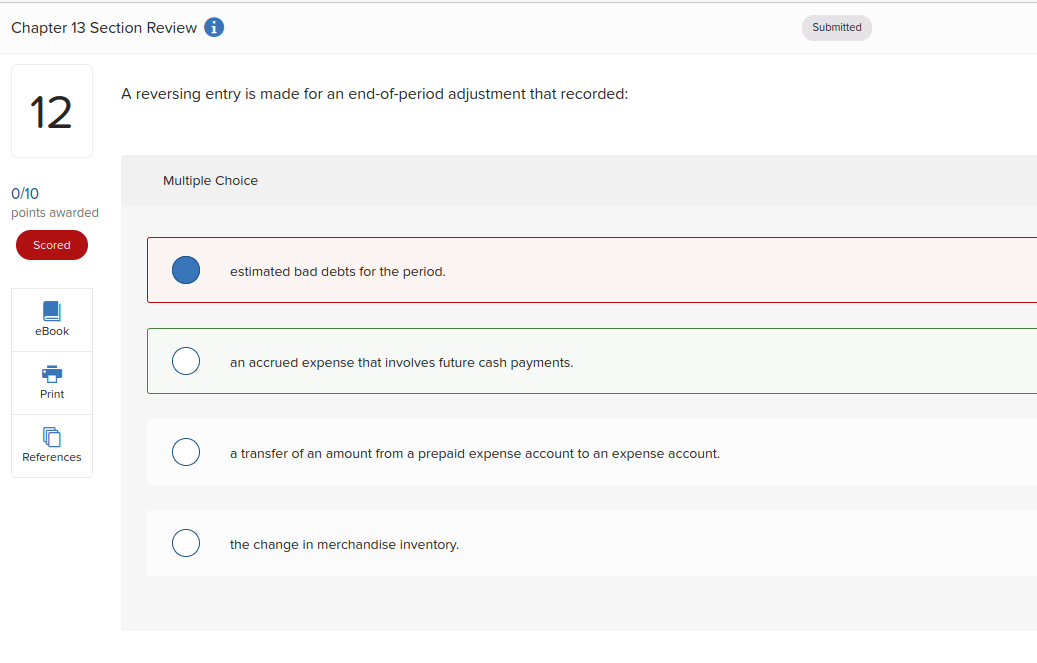 Chapter 13 Section Review
Submitted
12
A reversing entry is made for an end-of-period adjustment that recorded:
0/10
points awarded
Scored
Multiple Choice
estimated bad debts for the period.
eBook
an accrued expense that involves future cash payments.
Print
a transfer of an amount from a prepaid expense account to an expense account.
References
the change in merchandise inventory.